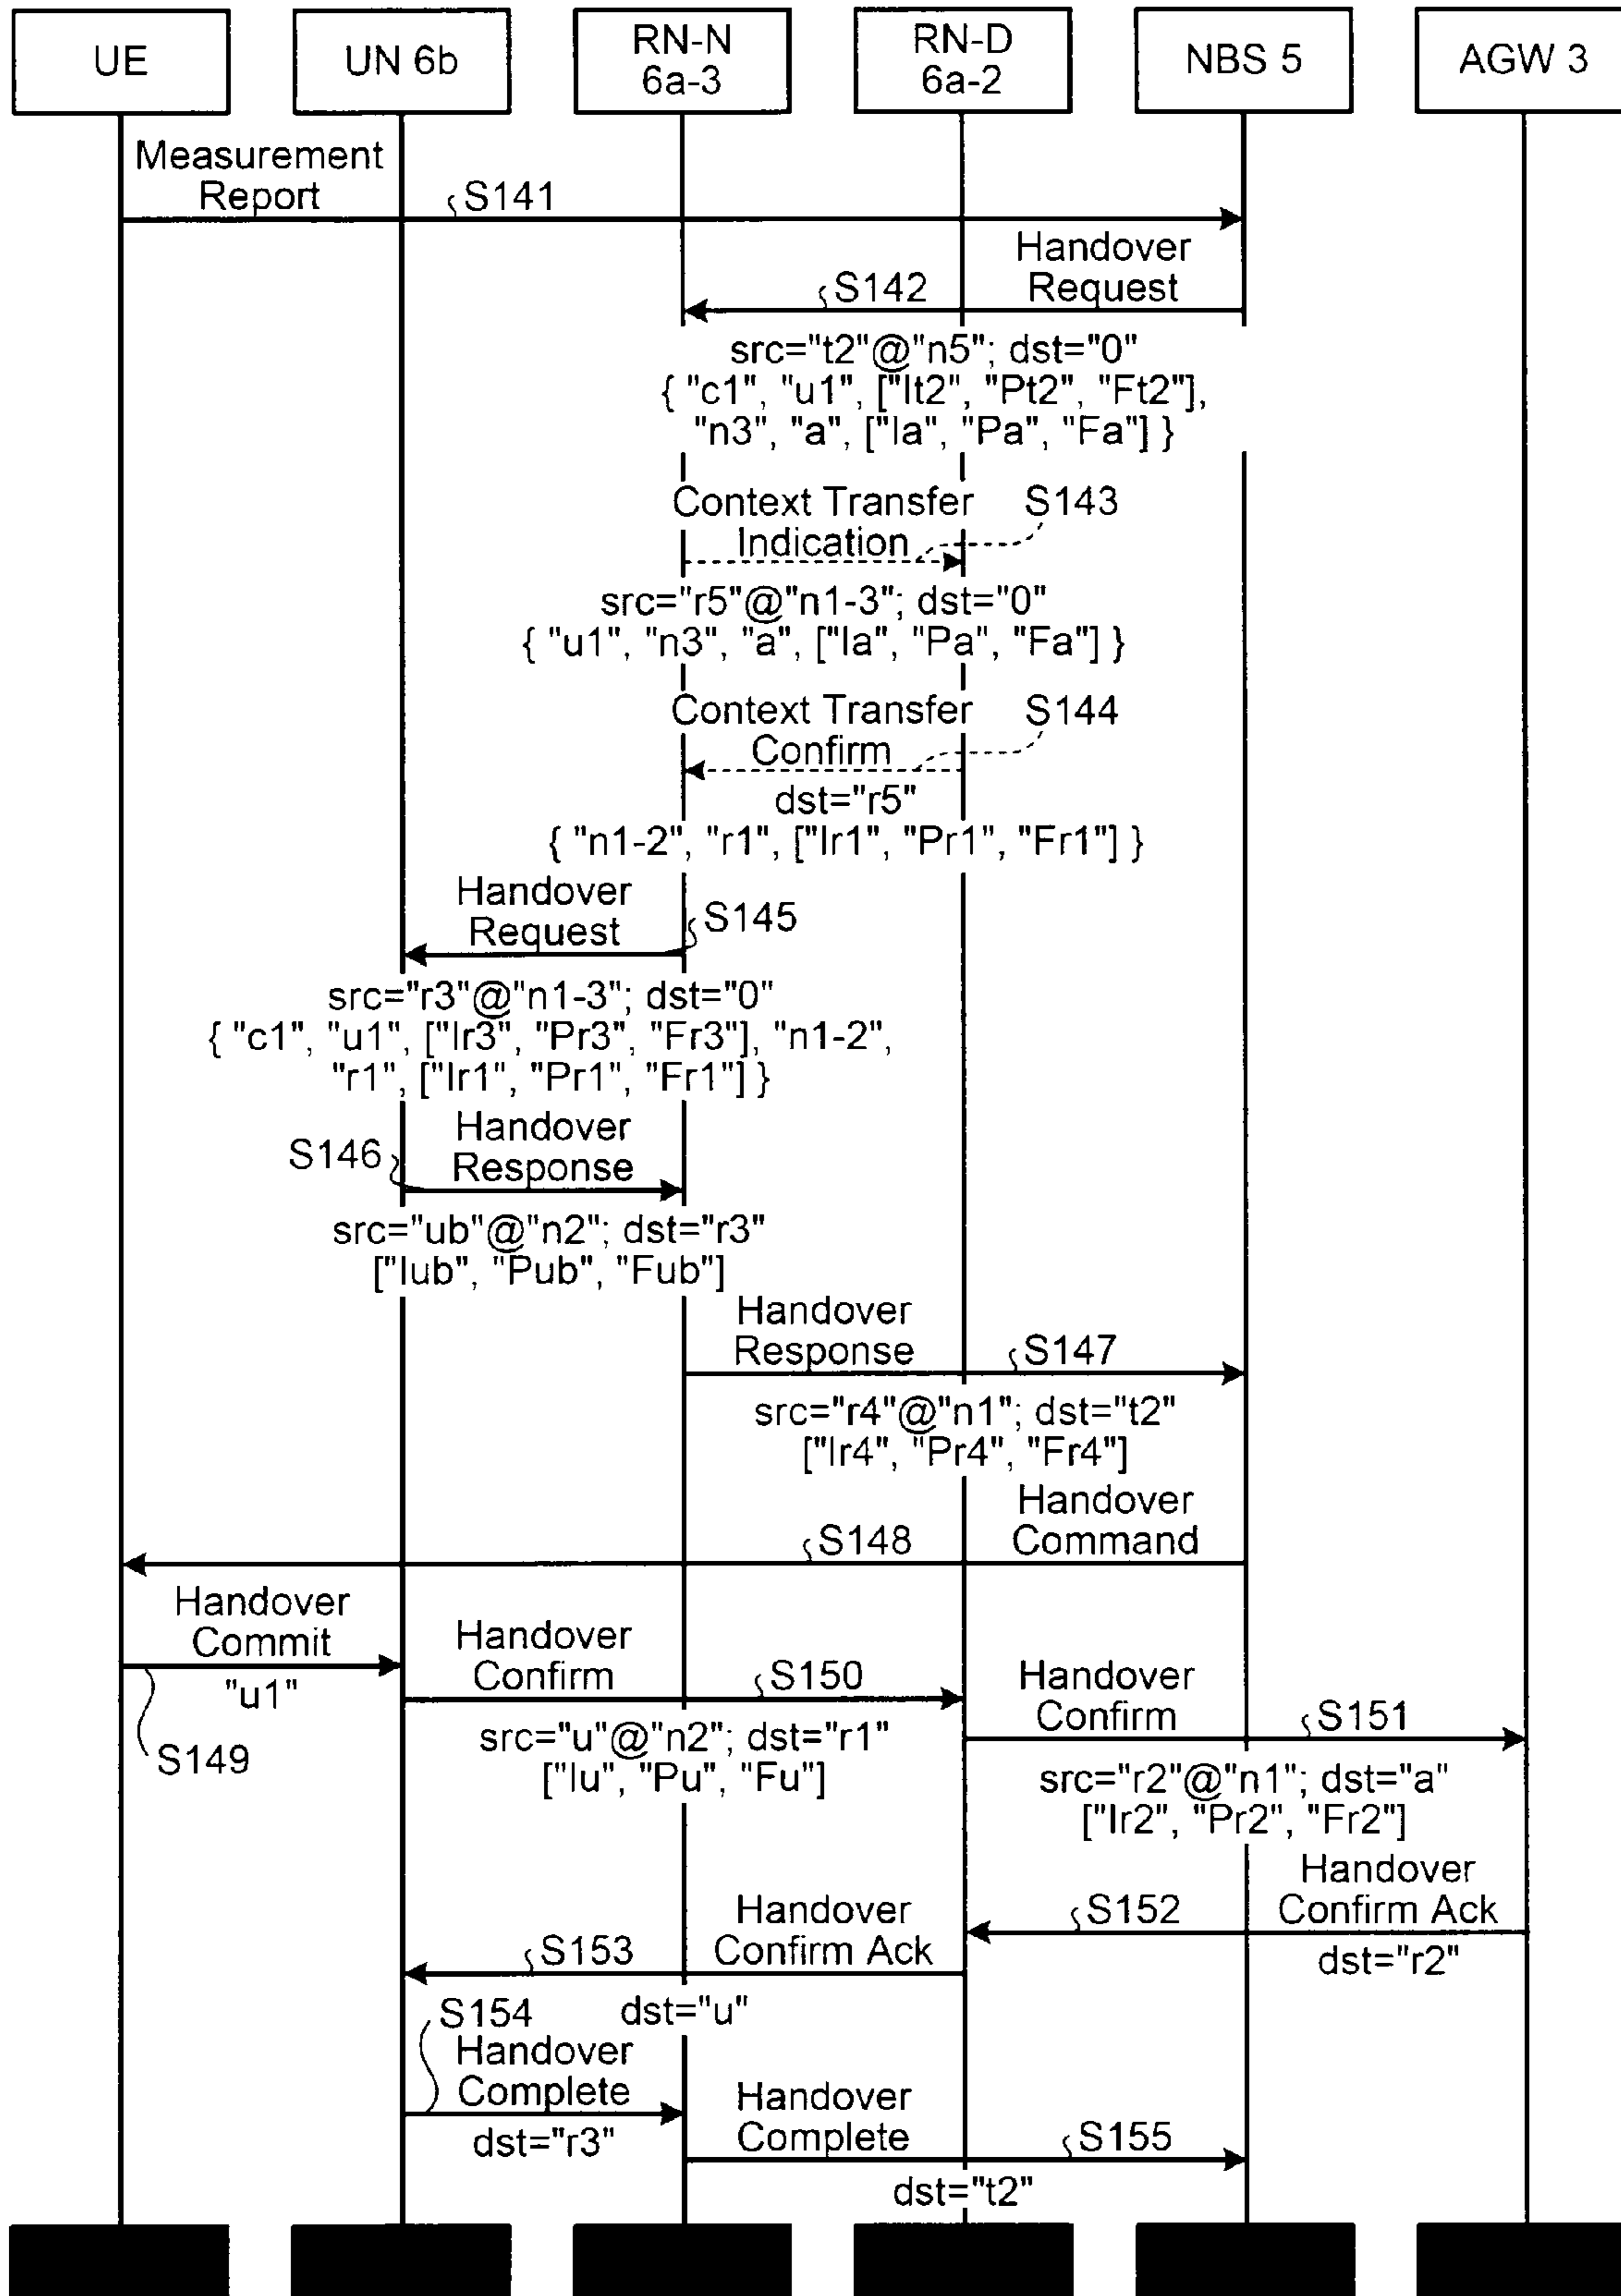 UE
UN 6b
RN-N
6a-3
RN-D
6a-2
NBS 5
AGW 3
Measurement
Report
S141
Handover
Request
S142
src="t2"@"n5"; dst="0"
{ "c1", "u1", ["It2", "Pt2", "Ft2"],
"n3", "a", ["Ia", "Pa", "Fa"] }
Context Transfer
Indication
S143
src="r5"@"n1-3"; dst="0"
{ "u1", "n3", "a", ["Ia", "Pa", "Fa"] }
Context Transfer
Confirm
S144
dst="r5"
{ "n1-2", "r1", ["Ir1", "Pr1", "Fr1"] }
Handover
Request
S145
src="r3"@"n1-3"; dst="0"
{ "c1", "u1", ["Ir3", "Pr3", "Fr3"], "n1-2",
"r1", ["Ir1", "Pr1", "Fr1"] }
Handover
Response
S146
src="ub"@"n2"; dst="r3"
["Iub", "Pub", "Fub"]
Handover
Response
S147
src="r4"@"n1"; dst="t2"
["Ir4", "Pr4", "Fr4"]
Handover
Command
S148
Handover
Commit
"u1"
S149
Handover
Confirm
S150
src="u"@"n2"; dst="r1"
["Iu", "Pu", "Fu"]
Handover
Confirm
S151
src="r2"@"n1"; dst="a"
["Ir2", "Pr2", "Fr2"]
Handover
Confirm Ack
S152
dst="r2"
Handover
Confirm Ack
S153
dst="u"
S154
Handover
Complete
dst="r3"
Handover
Complete
S155
dst="t2"